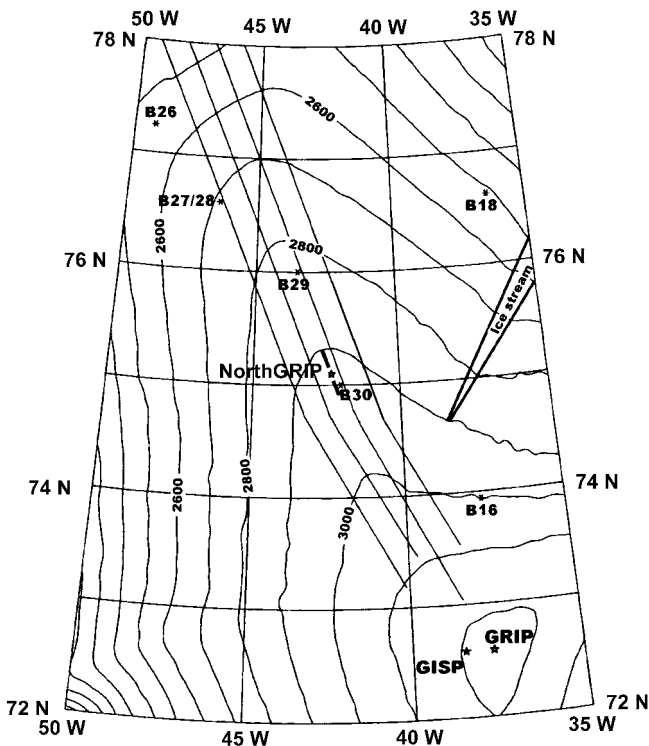 50 W 45 W 40 W 35 W
78 N 78 N
2600
B26
B27/28
B18
2600
2800
76 N 76 N
B29
Ice stream
NorthGRIP
B30
74 N 74 N
2600
2800
3000
B16
GRIP
GISP
72 N 72 N
50 W 45 W 40 W 35 W